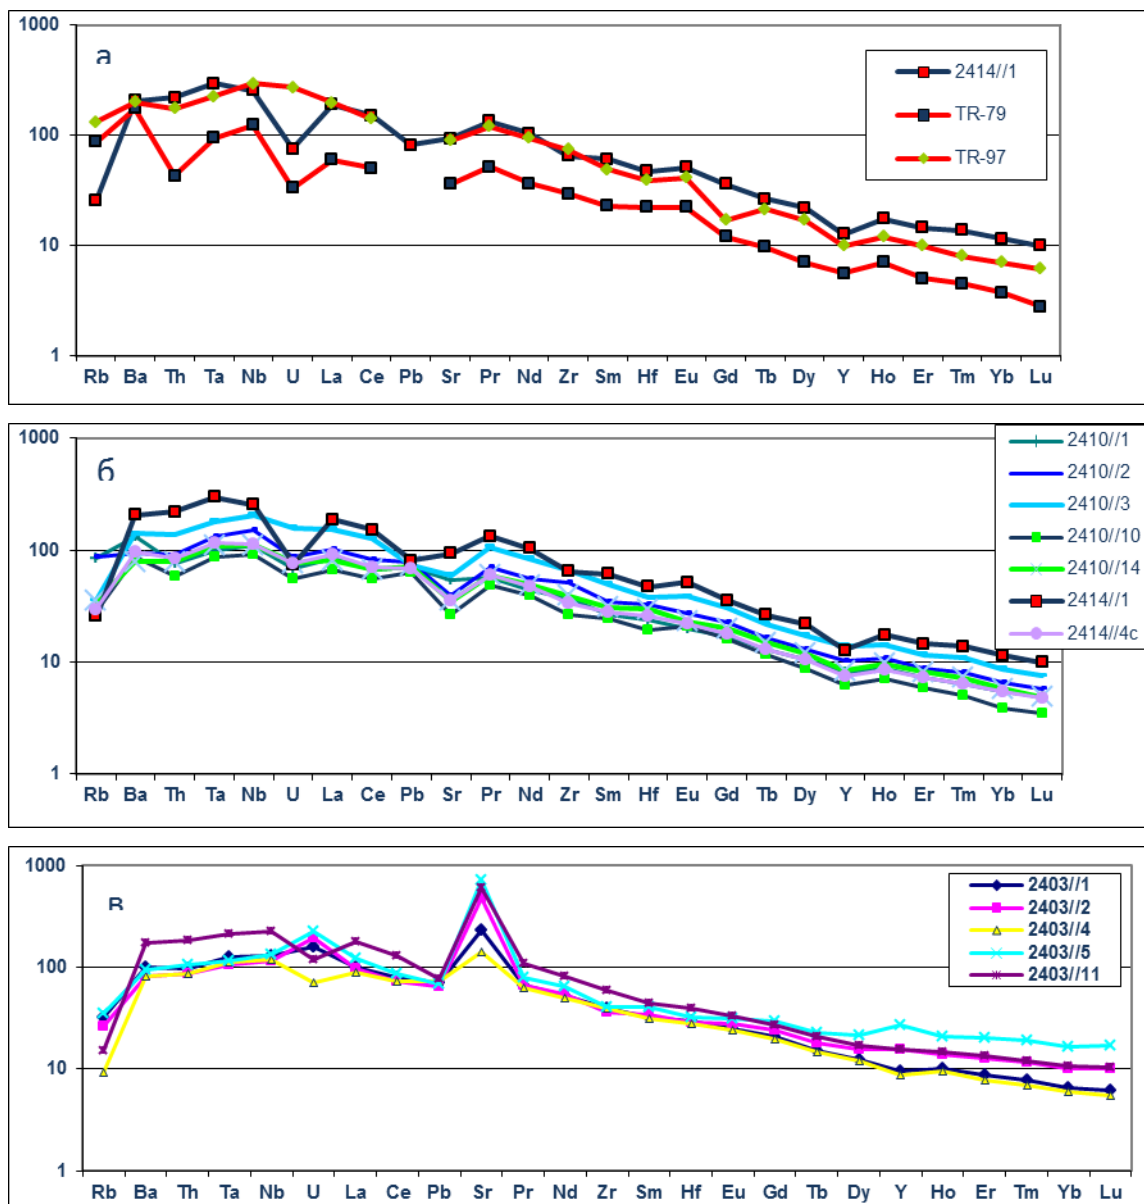 1000
а
100
10
1
Rb Ba Th Ta Nb U La Ce Pb Sr Pr Nd Zr Sm Hf Eu Gd Tb Dy Y Ho Er Tm Yb Lu
2414//1
TR-79
TR-97
1000
б
100
10
1
Rb Ba Th Ta Nb U La Ce Pb Sr Pr Nd Zr Sm Hf Eu Gd Tb Dy Y Ho Er Tm Yb Lu
2410//1
2410//2
2410//3
2410//10
2410//14
2414//1
2414//4c
1000
в
100
10
1
Rb Ba Th Ta Nb U La Ce Pb Sr Pr Nd Zr Sm Hf Eu Gd Tb Dy Y Ho Er Tm Yb Lu
2403//1
2403//2
2403//4
2403//5
2403//11